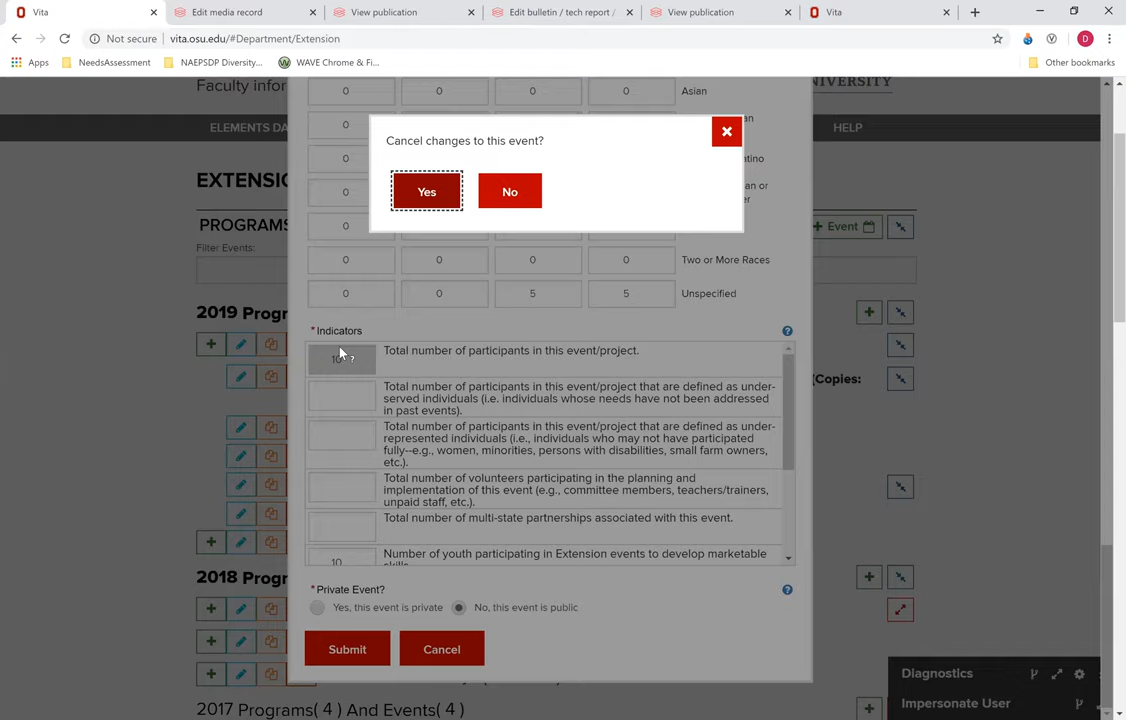 Vita
Edit media record
View publication
Edit bulletin / tech report /
View publication
Vita
Not secure
vita.osu.edu/#Department/Extension
D
Apps
NeedsAssessment
NAEPSDP Diversity...
WAVE Chrome & Fi...
Other bookmarks
Faculty infor
ELEMENTS DA
HELP
EXTENSIO
PROGRAMS
Event
Filter Events:
2019 Progr
(Copies:
2018 Progr
2017 Programs( 4 ) And Events( 4 )
Cancel changes to this event?
Yes
No
0 0 0 0 Asian
0
0
0
0
0 0 0 0 Two or More Races
0 0 5 5 Unspecified
* Indicators
10 Total number of participants in this event/project.
Total number of participants in this event/project that are defined as under-
served individuals (i.e. individuals whose needs have not been addressed
in past events).
Total number of participants in this event/project that are defined as under-
represented individuals (i.e., individuals who may not have participated
fully--e.g., women, minorities, persons with disabilities, small farm owners,
etc.).
Total number of volunteers participating in the planning and
implementation of this event (e.g., committee members, teachers/trainers,
unpaid staff, etc.).
Total number of multi-state partnerships associated with this event.
10 Number of youth participating in Extension events to develop marketable
skills
* Private Event?
Yes, this event is private
No, this event is public
Submit
Cancel
Diagnostics
Impersonate User